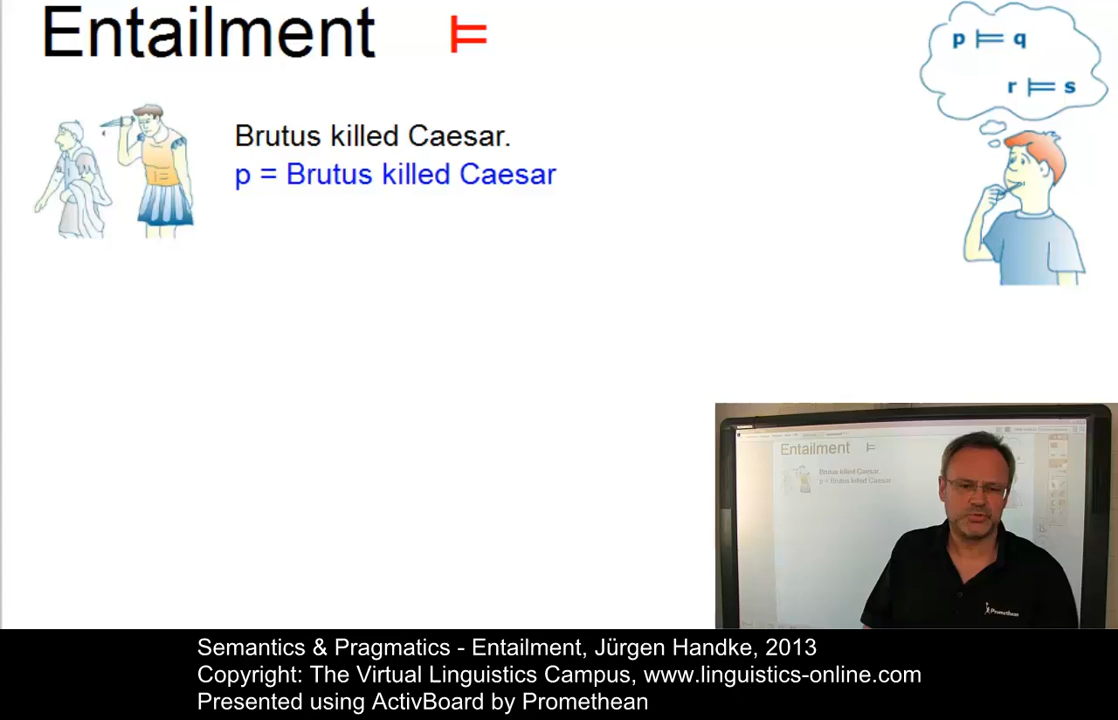 Entailment ⊨
p ⊨ q
r ⊨ s
Brutus killed Caesar.
p = Brutus killed Caesar
Entailment ⊨
Brutus killed Caesar.
p = Brutus killed Caesar
Promethean
Semantics & Pragmatics - Entailment, Jürgen Handke, 2013
Copyright: The Virtual Linguistics Campus, www.linguistics-online.com
Presented using ActivBoard by Promethean